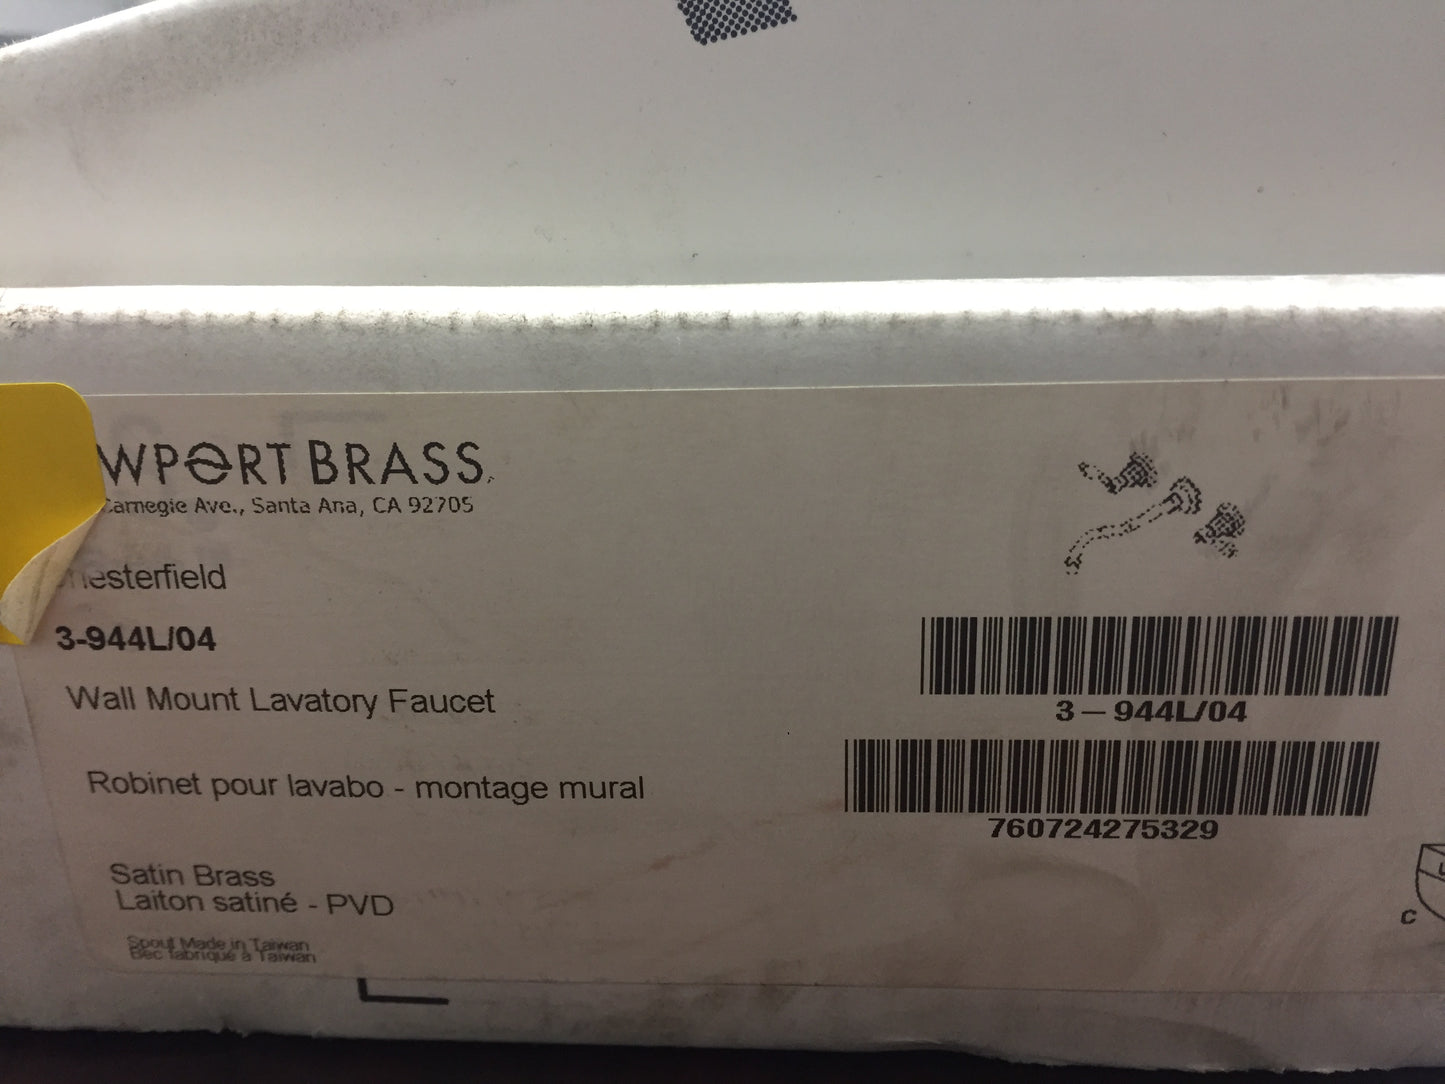 WPORT BRASS
Carnegie Ave., Santa Ana, CA 92705
hesterfield
3-944L/04
Wall Mount Lavatory Faucet
3 – 944L/04
Robinet pour lavabo - montage mural
760724275329
Satin Brass
Laiton satiné - PVD
C
Spout Made in Taiwan
Bec fabriqué à Taiwan